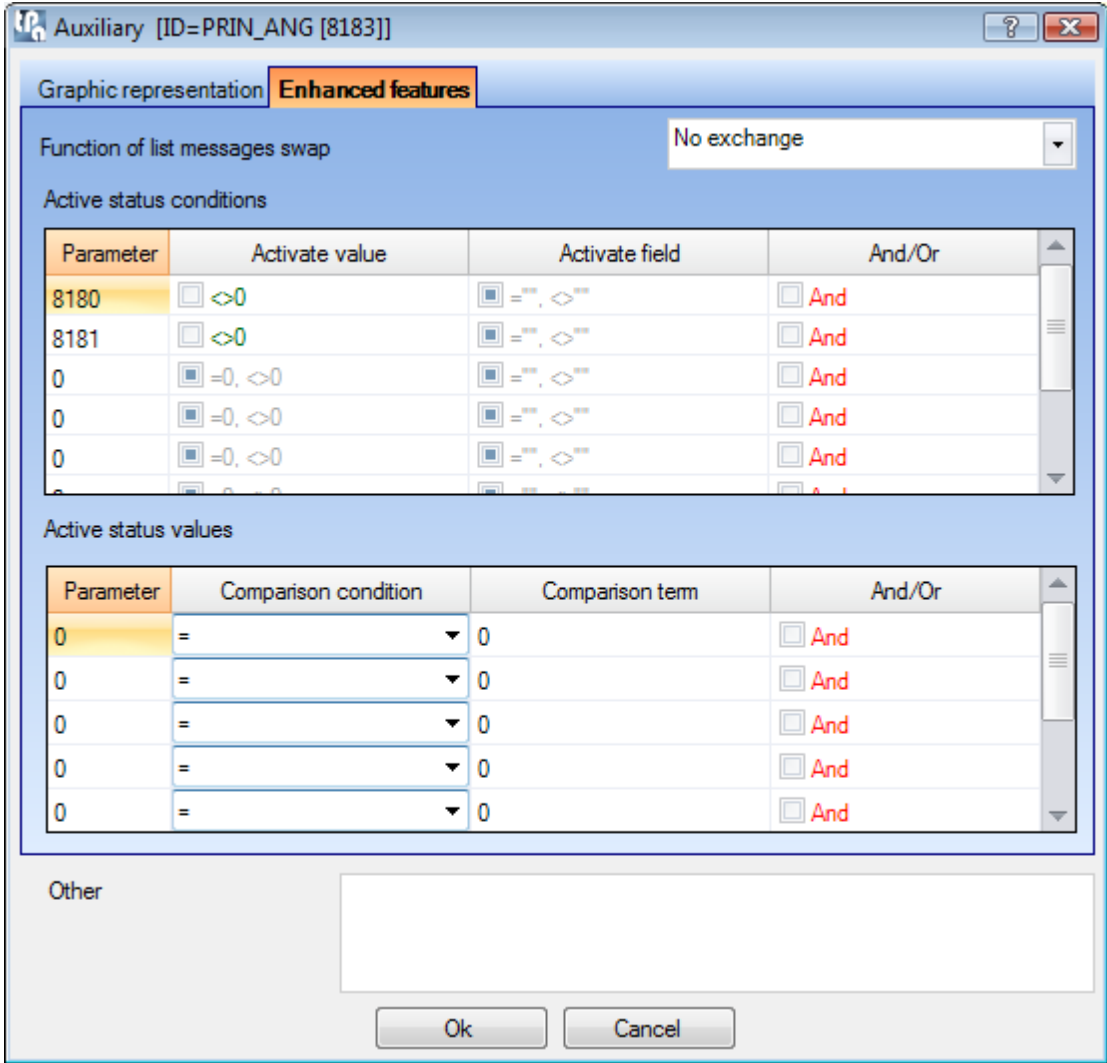 Auxiliary [ID=PRIN_ANG [8183]]
Graphic representation Enhanced features
Function of list messages swap No exchange
Active status conditions
Parameter Activate value Activate field And/Or
8180 <>0 ="", <>"" And
8181 <>0 ="", <>"" And
0 =0, <>0 ="", <>"" And
0 =0, <>0 ="", <>"" And
0 =0, <>0 ="", <>"" And
Active status values
Parameter Comparison condition Comparison term And/Or
0 = 0 And
0 = 0 And
0 = 0 And
0 = 0 And
0 = 0 And
Other
Ok Cancel